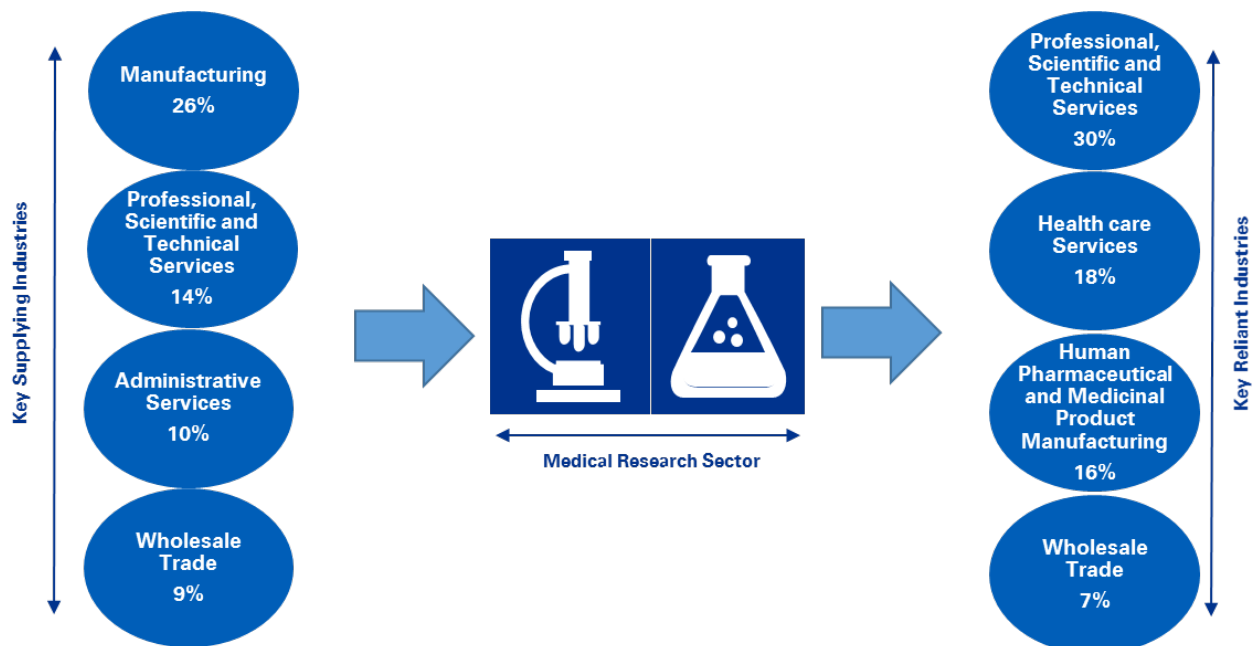 Key Supplying Industries
Manufacturing
26%
Professional,
Scientific and
Technical
Services
14%
Administrative
Services
10%
Wholesale
Trade
9%
Medical Research Sector
Professional,
Scientific and
Technical
Services
30%
Health care
Services
18%
Human
Pharmaceutical
and Medicinal
Product
Manufacturing
16%
Wholesale
Trade
7%
Key Reliant Industries